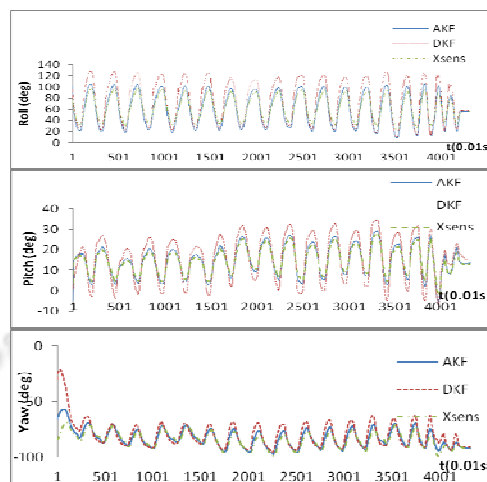 AKF
DKF
Xsens
Roll (deg)
140
120
100
80
60
40
20
0
1 501 1001 1501 2001 2501 3001 3501 4001
t(0.01s
AKF
DKF
Xsens
Pitch (deg)
40
30
20
10
0
-10
1 501 1001 1501 2001 2501 3001 3501 4001
t(0.01s
AKF
DKF
Xsens
Yaw (deg)
0
-50
-100
1 501 1001 1501 2001 2501 3001 3501 4001
t(0.01s